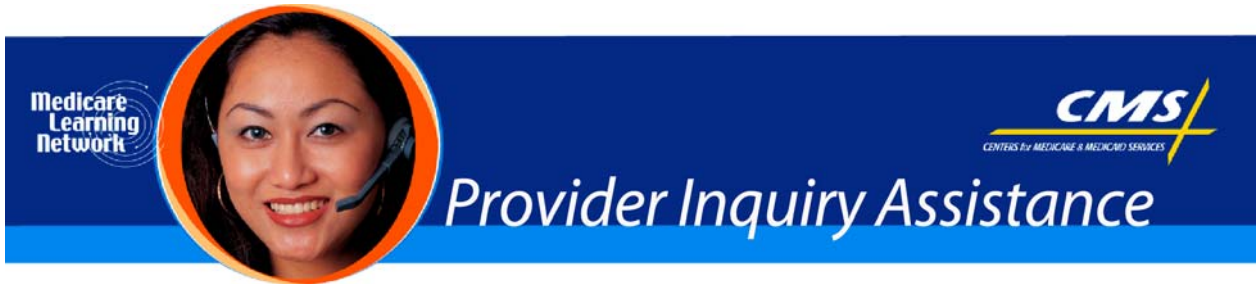 Medicare
Learning
Network
CMS
CENTERS for MEDICARE & MEDICAID SERVICES
Provider Inquiry Assistance